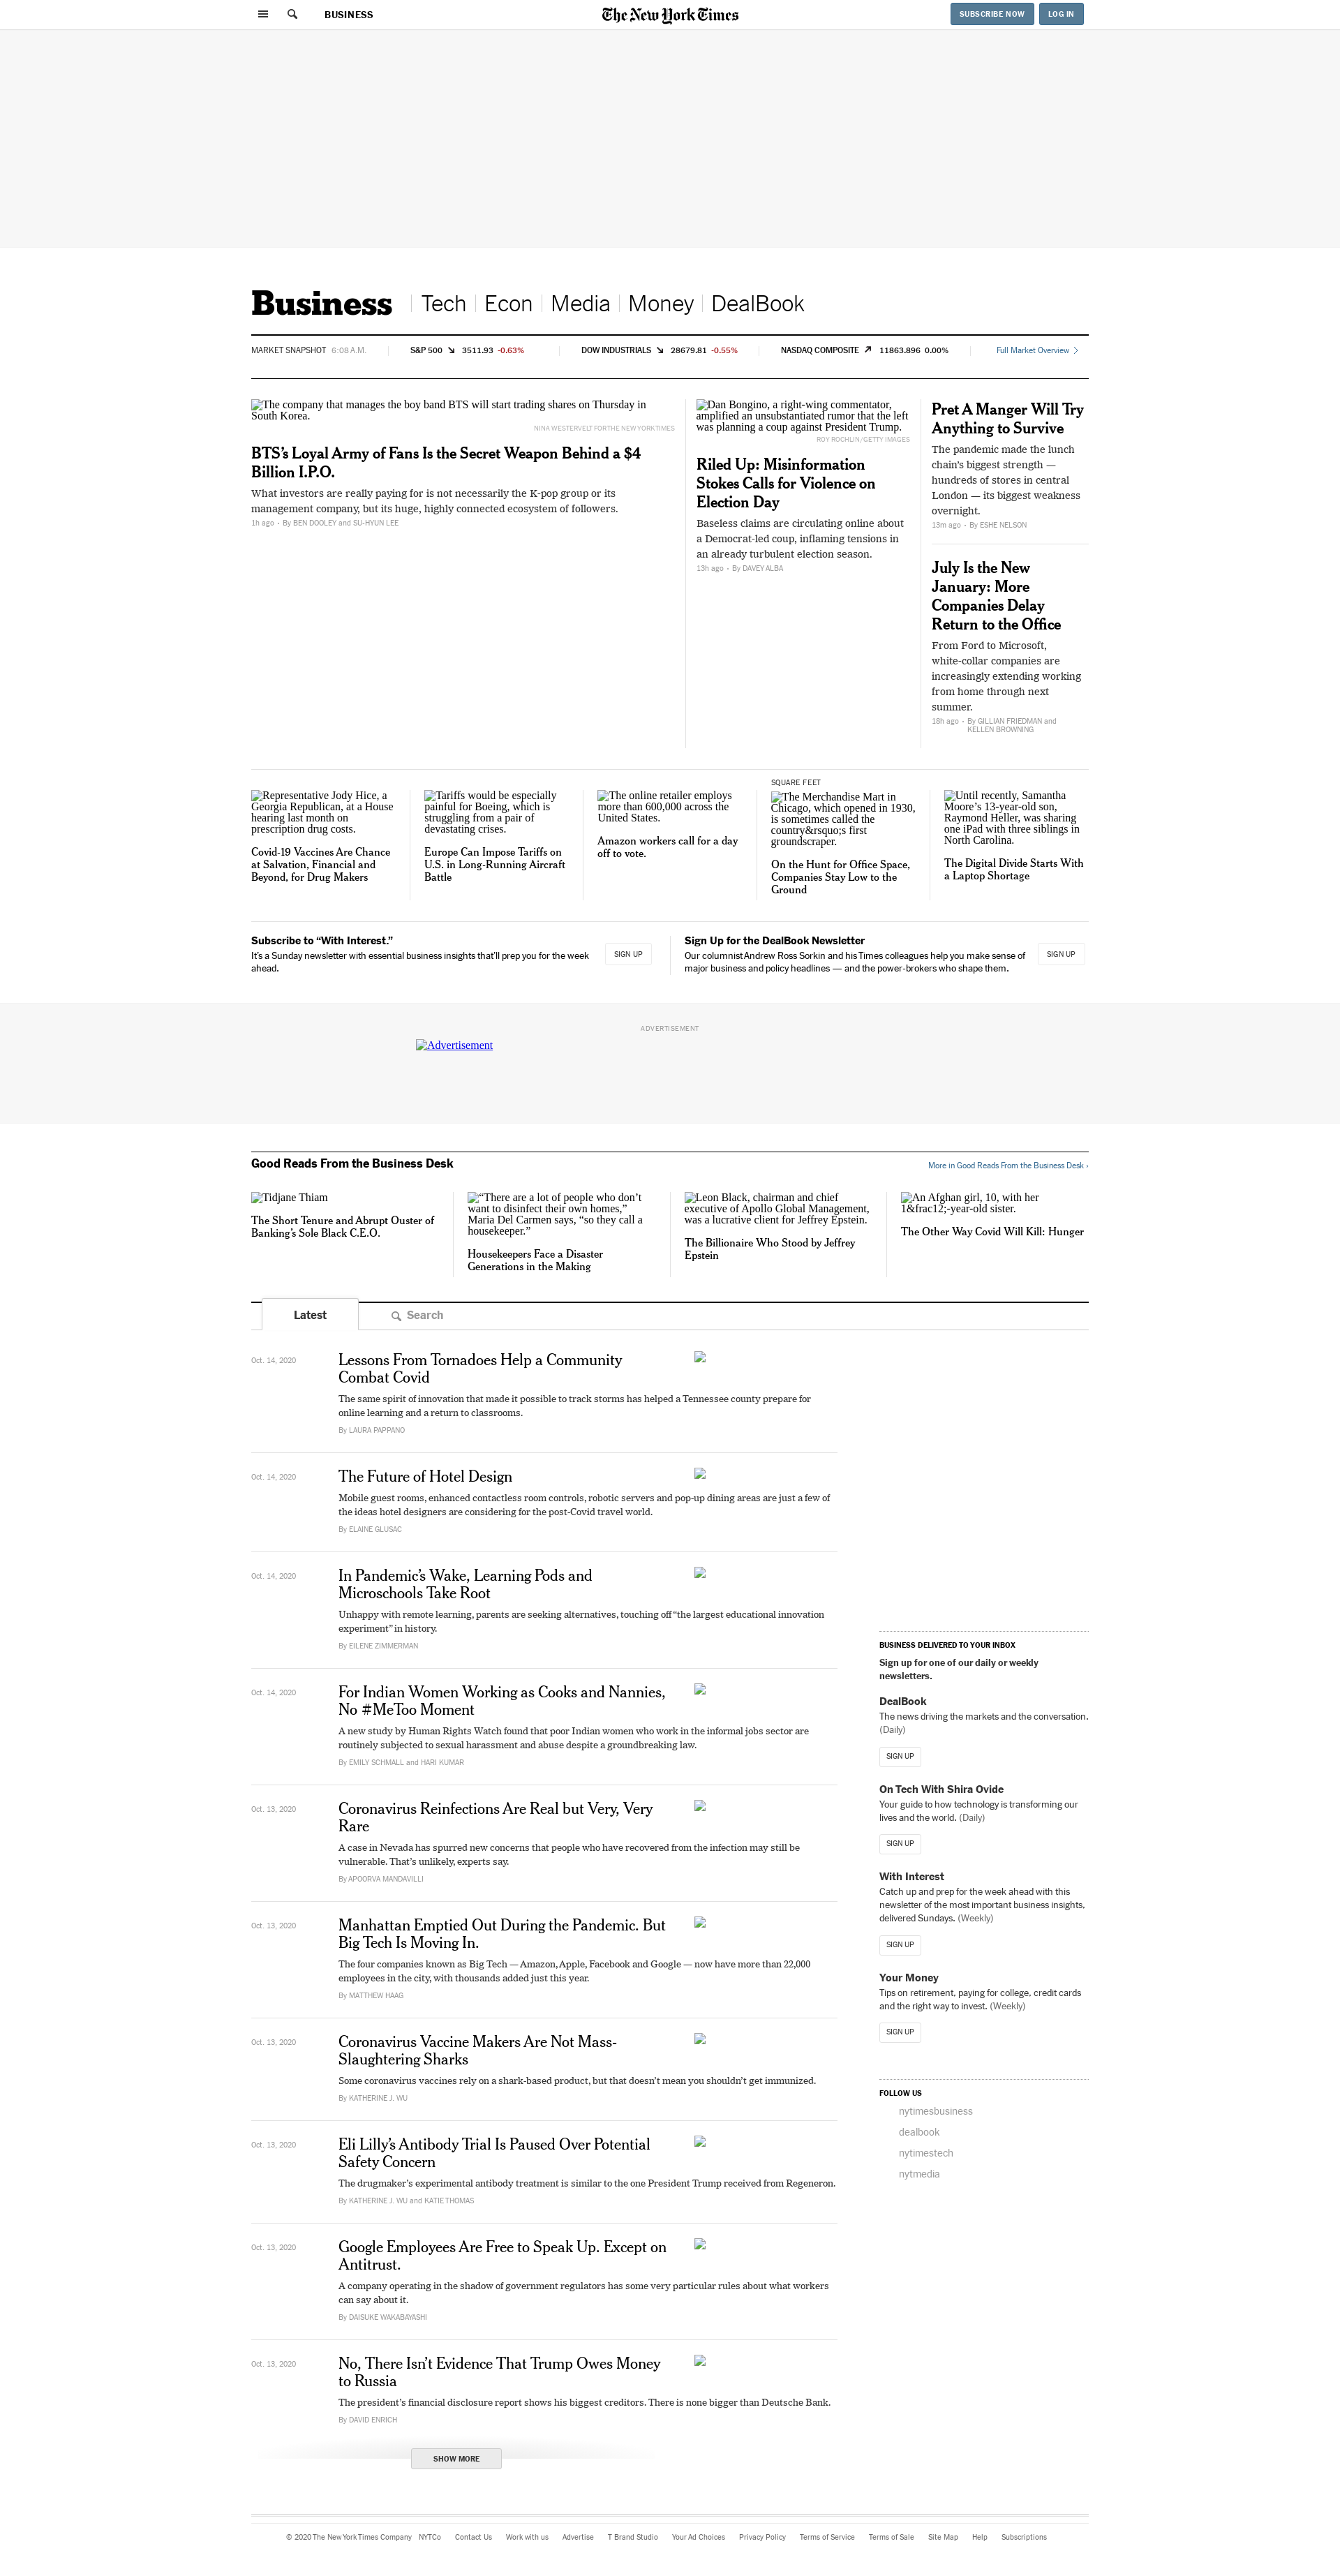 BUSINESS
The New York Times
SUBSCRIBE NOW
LOG IN
Business
Tech
Econ
Media
Money
DealBook
MARKET SNAPSHOT 6:08 A.M.
S&P 500 3511.93 -0.63%
DOW INDUSTRIALS 28679.81 -0.55%
NASDAQ COMPOSITE 11863.896 0.00%
Full Market Overview
The company that manages the boy band BTS will start trading shares on Thursday in
South Korea.
NINA WESTERVELT FOR THE NEW YORK TIMES
BTS’s Loyal Army of Fans Is the Secret Weapon Behind a $4
Billion I.P.O.
What investors are really paying for is not necessarily the K-pop group or its
management company, but its huge, highly connected ecosystem of followers.
1h ago • By BEN DOOLEY and SU-HYUN LEE
Dan Bongino, a right-wing commentator,
amplified an unsubstantiated rumor that the left
was planning a coup against President Trump.
ROY ROCHLIN/GETTY IMAGES
Riled Up: Misinformation
Stokes Calls for Violence on
Election Day
Baseless claims are circulating online about
a Democrat-led coup, inflaming tensions in
an already turbulent election season.
13h ago • By DAVEY ALBA
Pret A Manger Will Try
Anything to Survive
The pandemic made the lunch
chain's biggest strength —
hundreds of stores in central
London — its biggest weakness
overnight.
13m ago • By ESHE NELSON
July Is the New
January: More
Companies Delay
Return to the Office
From Ford to Microsoft,
white-collar companies are
increasingly extending working
from home through next
summer.
18h ago • By GILLIAN FRIEDMAN and
KELLEN BROWNING
Representative Jody Hice, a
Georgia Republican, at a House
hearing last month on
prescription drug costs.
Covid-19 Vaccines Are Chance
at Salvation, Financial and
Beyond, for Drug Makers
Tariffs would be especially
painful for Boeing, which is
struggling from a pair of
devastating crises.
Europe Can Impose Tariffs on
U.S. in Long-Running Aircraft
Battle
The online retailer employs
more than 600,000 across the
United States.
Amazon workers call for a day
off to vote.
SQUARE FEET
The Merchandise Mart in
Chicago, which opened in 1930,
is sometimes called the
country&rsquo;s first
groundscraper.
On the Hunt for Office Space,
Companies Stay Low to the
Ground
Until recently, Samantha
Moore’s 13-year-old son,
Raymond Heller, was sharing
one iPad with three siblings in
North Carolina.
The Digital Divide Starts With
a Laptop Shortage
Subscribe to “With Interest.”
It’s a Sunday newsletter with essential business insights that’ll prep you for the week
ahead.
SIGN UP
Sign Up for the DealBook Newsletter
Our columnist Andrew Ross Sorkin and his Times colleagues help you make sense of
major business and policy headlines — and the power-brokers who shape them.
SIGN UP
ADVERTISEMENT
Advertisement
Good Reads From the Business Desk
More in Good Reads From the Business Desk ›
Tidjane Thiam
The Short Tenure and Abrupt Ouster of
Banking’s Sole Black C.E.O.
“There are a lot of people who don’t
want to disinfect their own homes,”
Maria Del Carmen says, “so they call a
housekeeper.”
Housekeepers Face a Disaster
Generations in the Making
Leon Black, chairman and chief
executive of Apollo Global Management,
was a lucrative client for Jeffrey Epstein.
The Billionaire Who Stood by Jeffrey
Epstein
An Afghan girl, 10, with her
1&frac12;-year-old sister.
The Other Way Covid Will Kill: Hunger
Latest
Search
Oct. 14, 2020
Lessons From Tornadoes Help a Community
Combat Covid
The same spirit of innovation that made it possible to track storms has helped a Tennessee county prepare for
online learning and a return to classrooms.
By LAURA PAPPANO
Oct. 14, 2020
The Future of Hotel Design
Mobile guest rooms, enhanced contactless room controls, robotic servers and pop-up dining areas are just a few of
the ideas hotel designers are considering for the post-Covid travel world.
By ELAINE GLUSAC
Oct. 14, 2020
In Pandemic’s Wake, Learning Pods and
Microschools Take Root
Unhappy with remote learning, parents are seeking alternatives, touching off “the largest educational innovation
experiment” in history.
By EILENE ZIMMERMAN
Oct. 14, 2020
For Indian Women Working as Cooks and Nannies,
No #MeToo Moment
A new study by Human Rights Watch found that poor Indian women who work in the informal jobs sector are
routinely subjected to sexual harassment and abuse despite a groundbreaking law.
By EMILY SCHMALL and HARI KUMAR
Oct. 13, 2020
Coronavirus Reinfections Are Real but Very, Very
Rare
A case in Nevada has spurred new concerns that people who have recovered from the infection may still be
vulnerable. That’s unlikely, experts say.
By APOORVA MANDAVILLI
Oct. 13, 2020
Manhattan Emptied Out During the Pandemic. But
Big Tech Is Moving In.
The four companies known as Big Tech — Amazon, Apple, Facebook and Google — now have more than 22,000
employees in the city, with thousands added just this year.
By MATTHEW HAAG
Oct. 13, 2020
Coronavirus Vaccine Makers Are Not Mass-
Slaughtering Sharks
Some coronavirus vaccines rely on a shark-based product, but that doesn’t mean you shouldn’t get immunized.
By KATHERINE J. WU
Oct. 13, 2020
Eli Lilly’s Antibody Trial Is Paused Over Potential
Safety Concern
The drugmaker’s experimental antibody treatment is similar to the one President Trump received from Regeneron.
By KATHERINE J. WU and KATIE THOMAS
Oct. 13, 2020
Google Employees Are Free to Speak Up. Except on
Antitrust.
A company operating in the shadow of government regulators has some very particular rules about what workers
can say about it.
By DAISUKE WAKABAYASHI
Oct. 13, 2020
No, There Isn’t Evidence That Trump Owes Money
to Russia
The president’s financial disclosure report shows his biggest creditors. There is none bigger than Deutsche Bank.
By DAVID ENRICH
SHOW MORE
BUSINESS DELIVERED TO YOUR INBOX
Sign up for one of our daily or weekly
newsletters.
DealBook
The news driving the markets and the conversation.
(Daily)
SIGN UP
On Tech With Shira Ovide
Your guide to how technology is transforming our
lives and the world. (Daily)
SIGN UP
With Interest
Catch up and prep for the week ahead with this
newsletter of the most important business insights,
delivered Sundays. (Weekly)
SIGN UP
Your Money
Tips on retirement, paying for college, credit cards
and the right way to invest. (Weekly)
SIGN UP
FOLLOW US
nytimesbusiness
dealbook
nytimestech
nytmedia
© 2020 The New York Times Company
NYTCo
Contact Us
Work with us
Advertise
T Brand Studio
Your Ad Choices
Privacy Policy
Terms of Service
Terms of Sale
Site Map
Help
Subscriptions